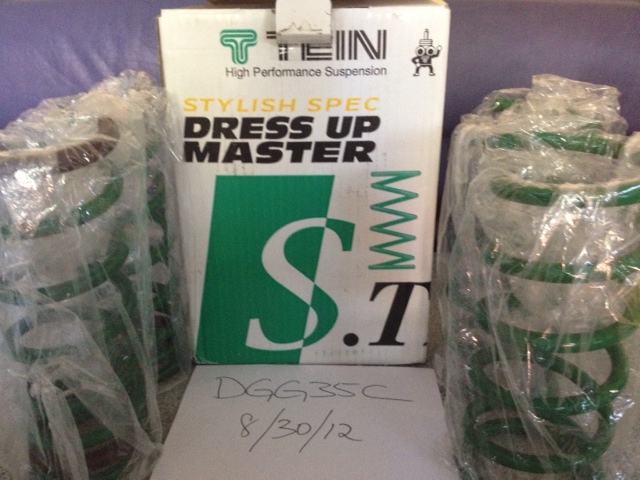 TEIN
High Performance Suspension
STYLISH SPEC
DRESS UP
MASTER
S.T
DGG35C
8/30/12